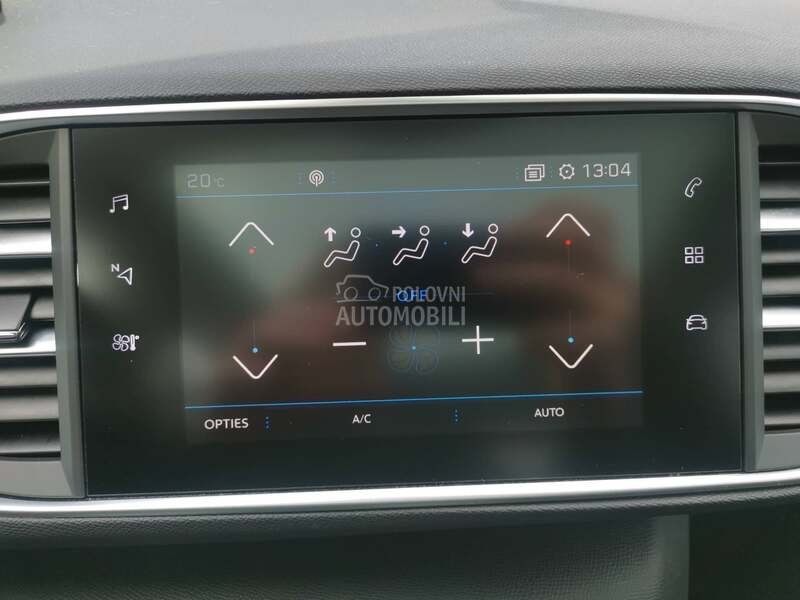 20°C
13:04
N
OFF
POLOVNI
AUTOMOBILI
OPTIES
A/C
AUTO